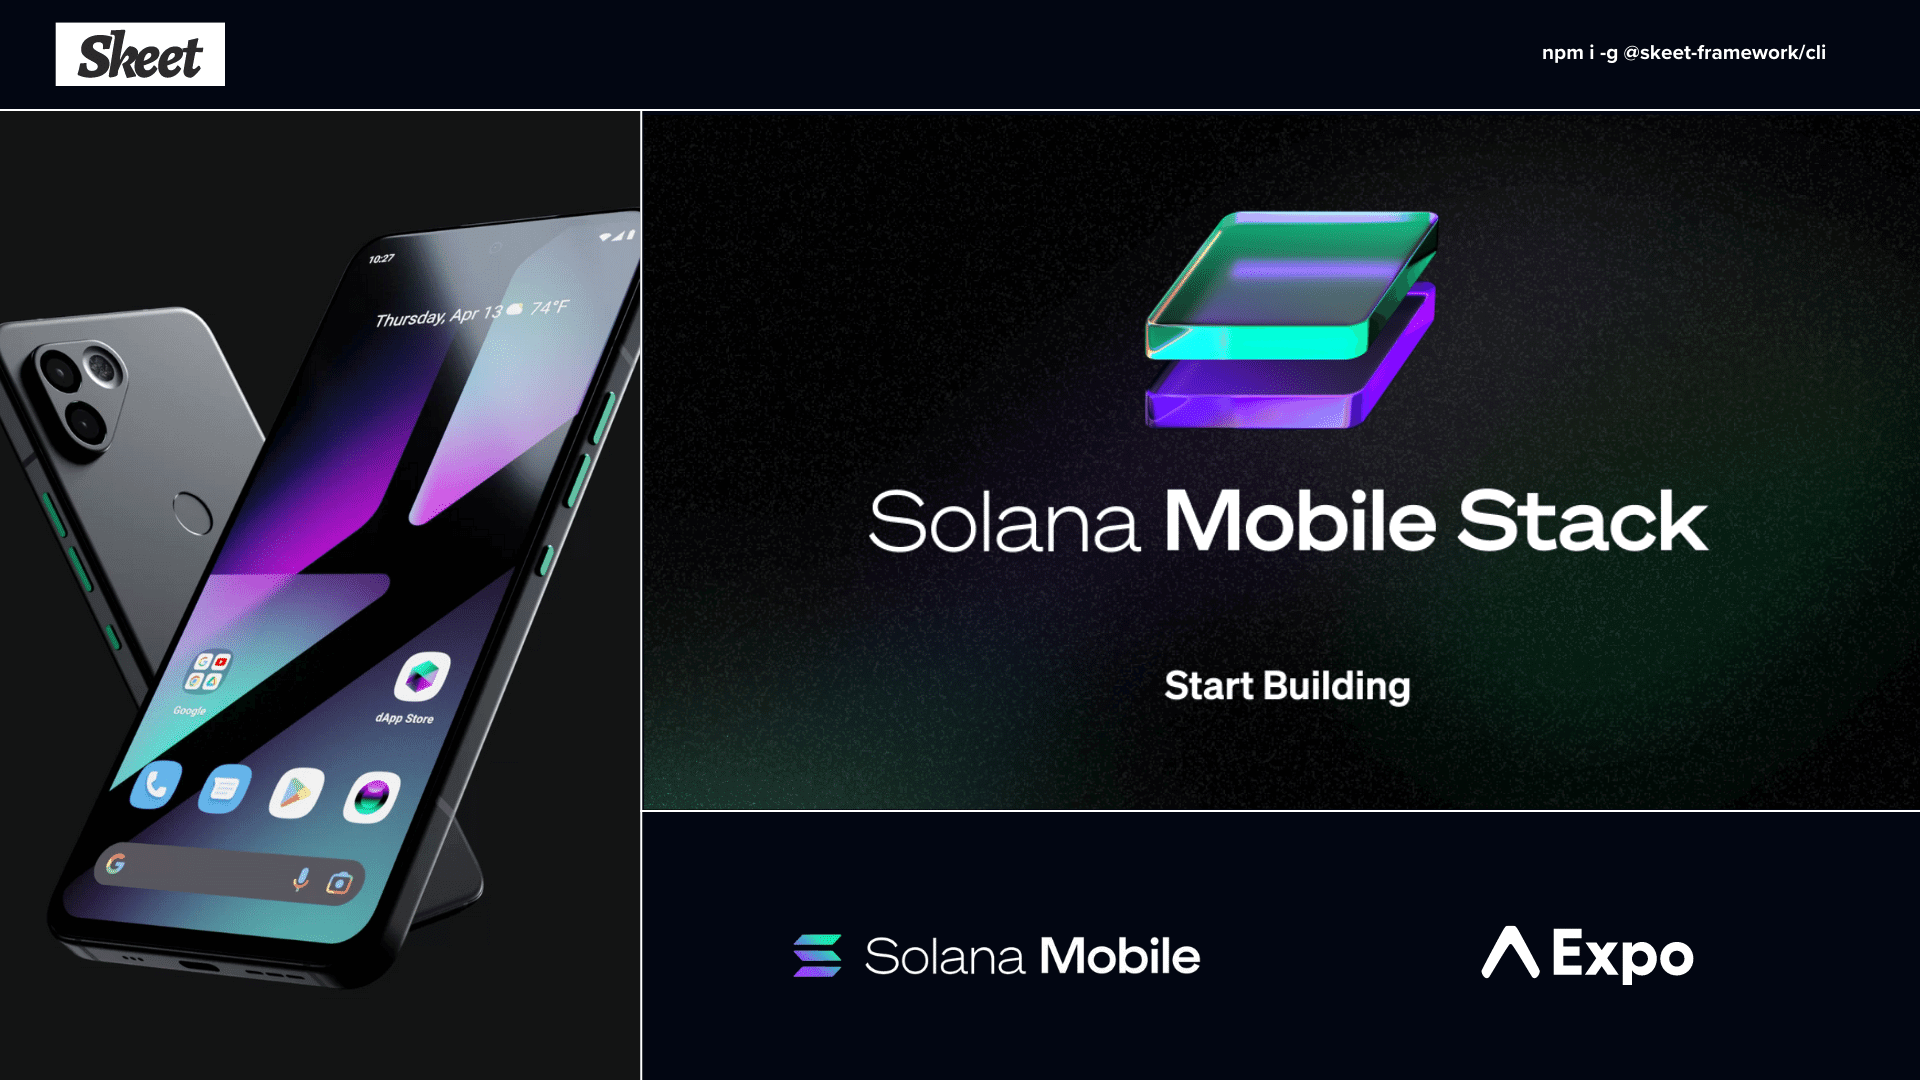 Skeet
npm i -g @skeet-framework/cli
10:27
Thursday, Apr 13 74°F
Google
dApp Store
Solana Mobile Stack
Start Building
Solana Mobile
Expo